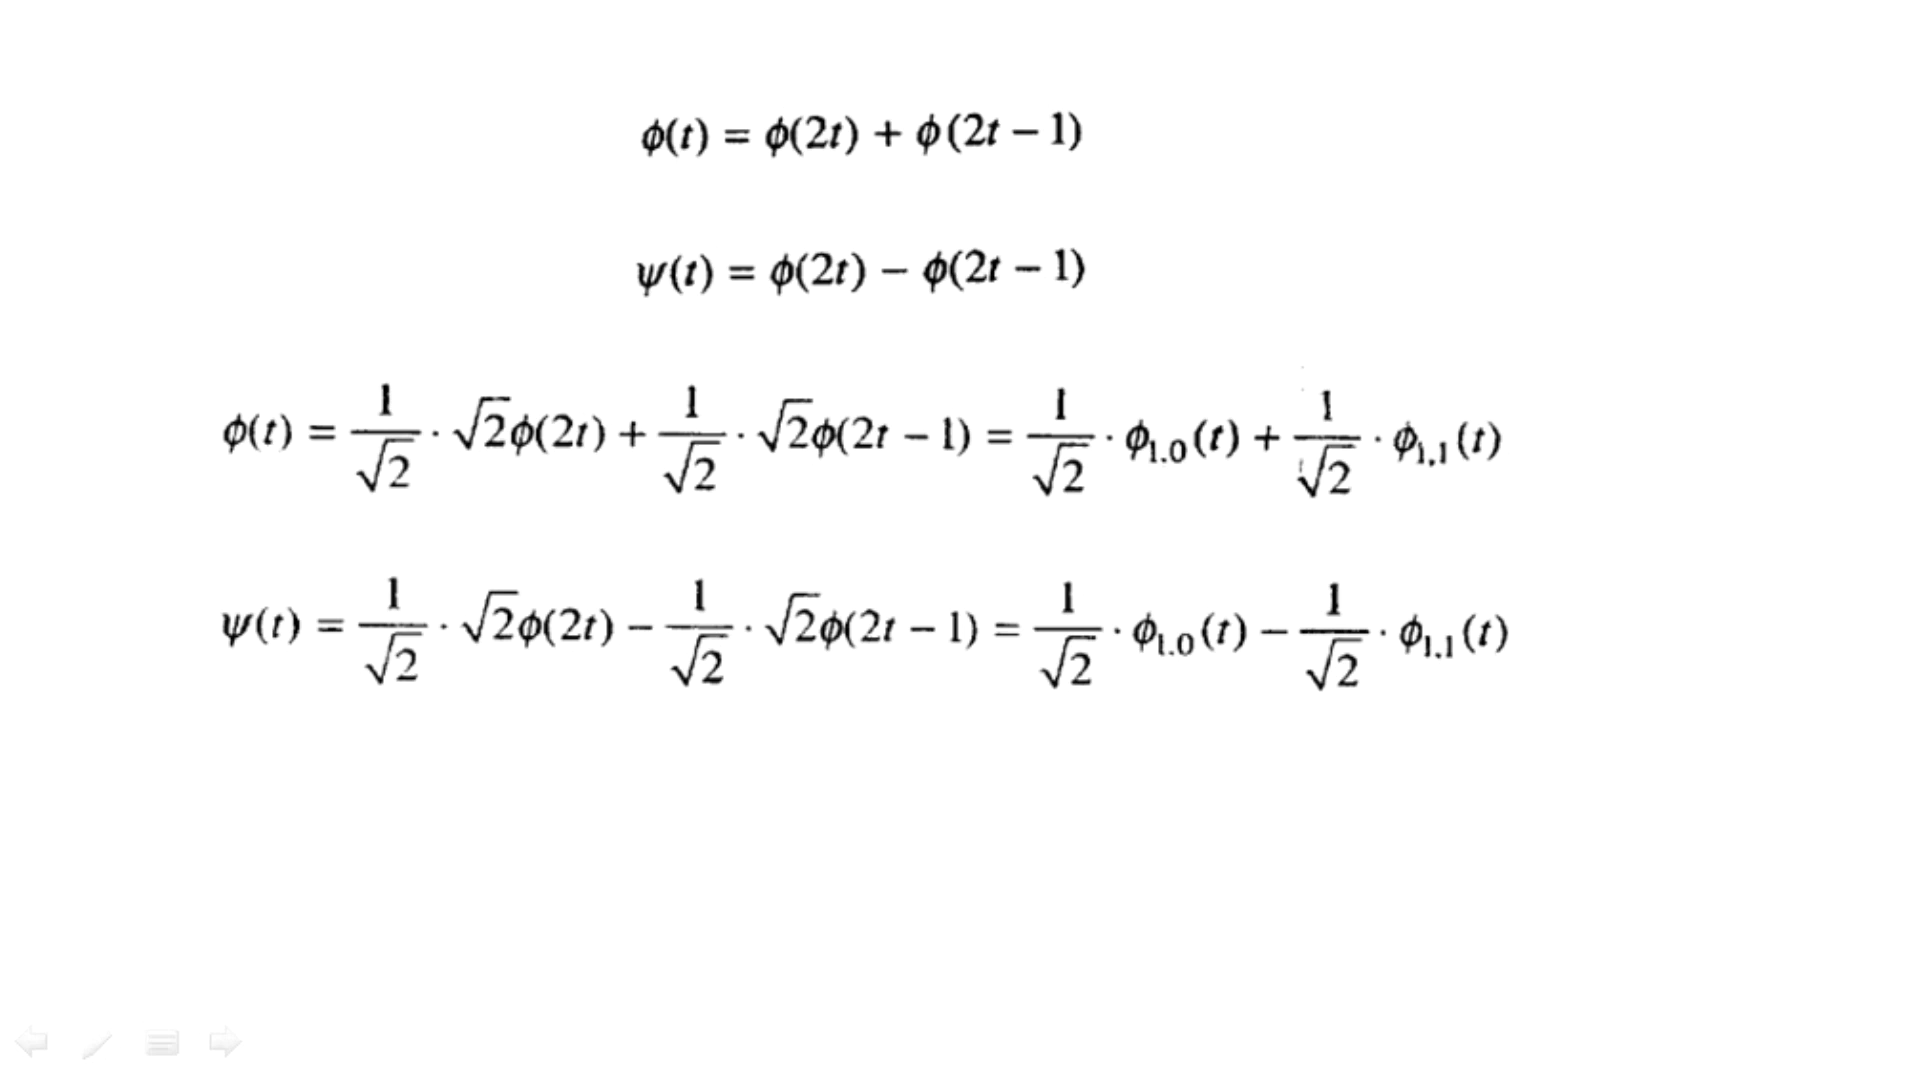 ϕ(t) = ϕ(2t) + ϕ(2t − 1)
ψ(t) = ϕ(2t) − ϕ(2t − 1)
ϕ(t) = 1/√2 · √2ϕ(2t) + 1/√2 · √2ϕ(2t − 1) = 1/√2 · ϕ₁.₀(t) + 1/√2 · ϕ₁,₁(t)
ψ(t) = 1/√2 · √2ϕ(2t) − 1/√2 · √2ϕ(2t − 1) = 1/√2 · ϕ₁.₀(t) − 1/√2 · ϕ₁.₁(t)